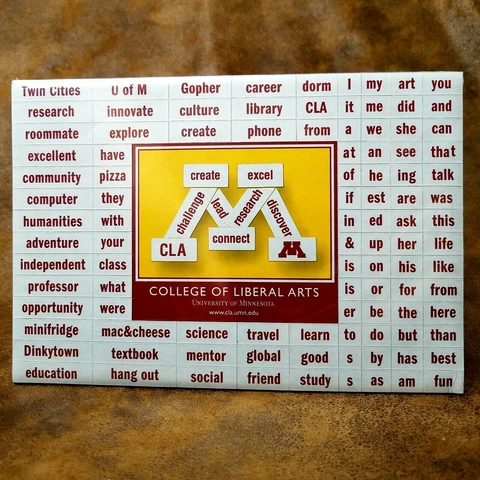 Twin Cities U of M Gopher career dorm I my art you
research innovate culture library CLA it me did and
roommate explore create phone from a we she can
excellent have at an see that
community pizza of he ing talk
computer they if est are was
humanities with in ed ask this
adventure your & up her life
independent class is on his like
professor what is or for from
opportunity were er be the here
create excel
challenge lead research discover
CLA connect M
COLLEGE OF LIBERAL ARTS
UNIVERSITY OF MINNESOTA
www.cla.umn.edu
minifridge mac&cheese science travel learn to do but than
Dinkytown textbook mentor global good s by has best
education hang out social friend study s as am fun